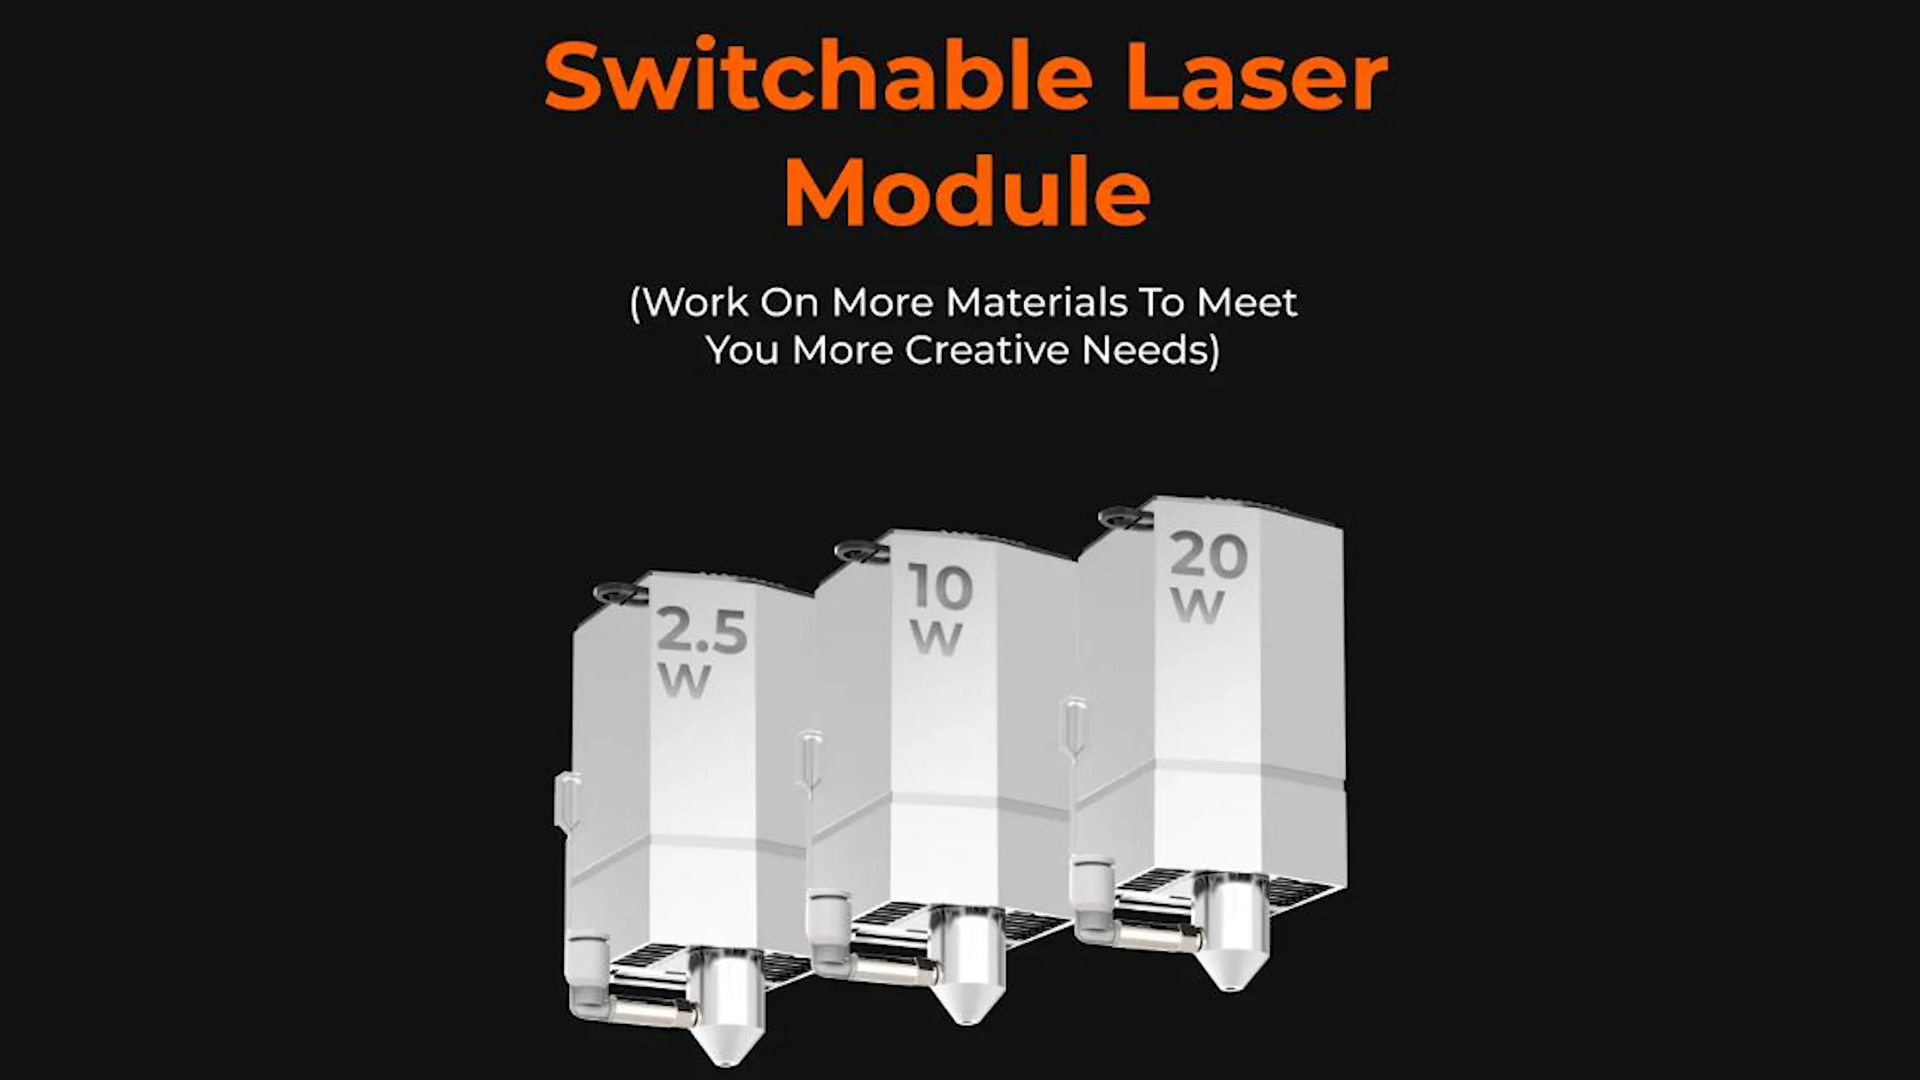 Switchable Laser
Module
(Work On More Materials To Meet
You More Creative Needs)
2.5
W
10
W
20
W